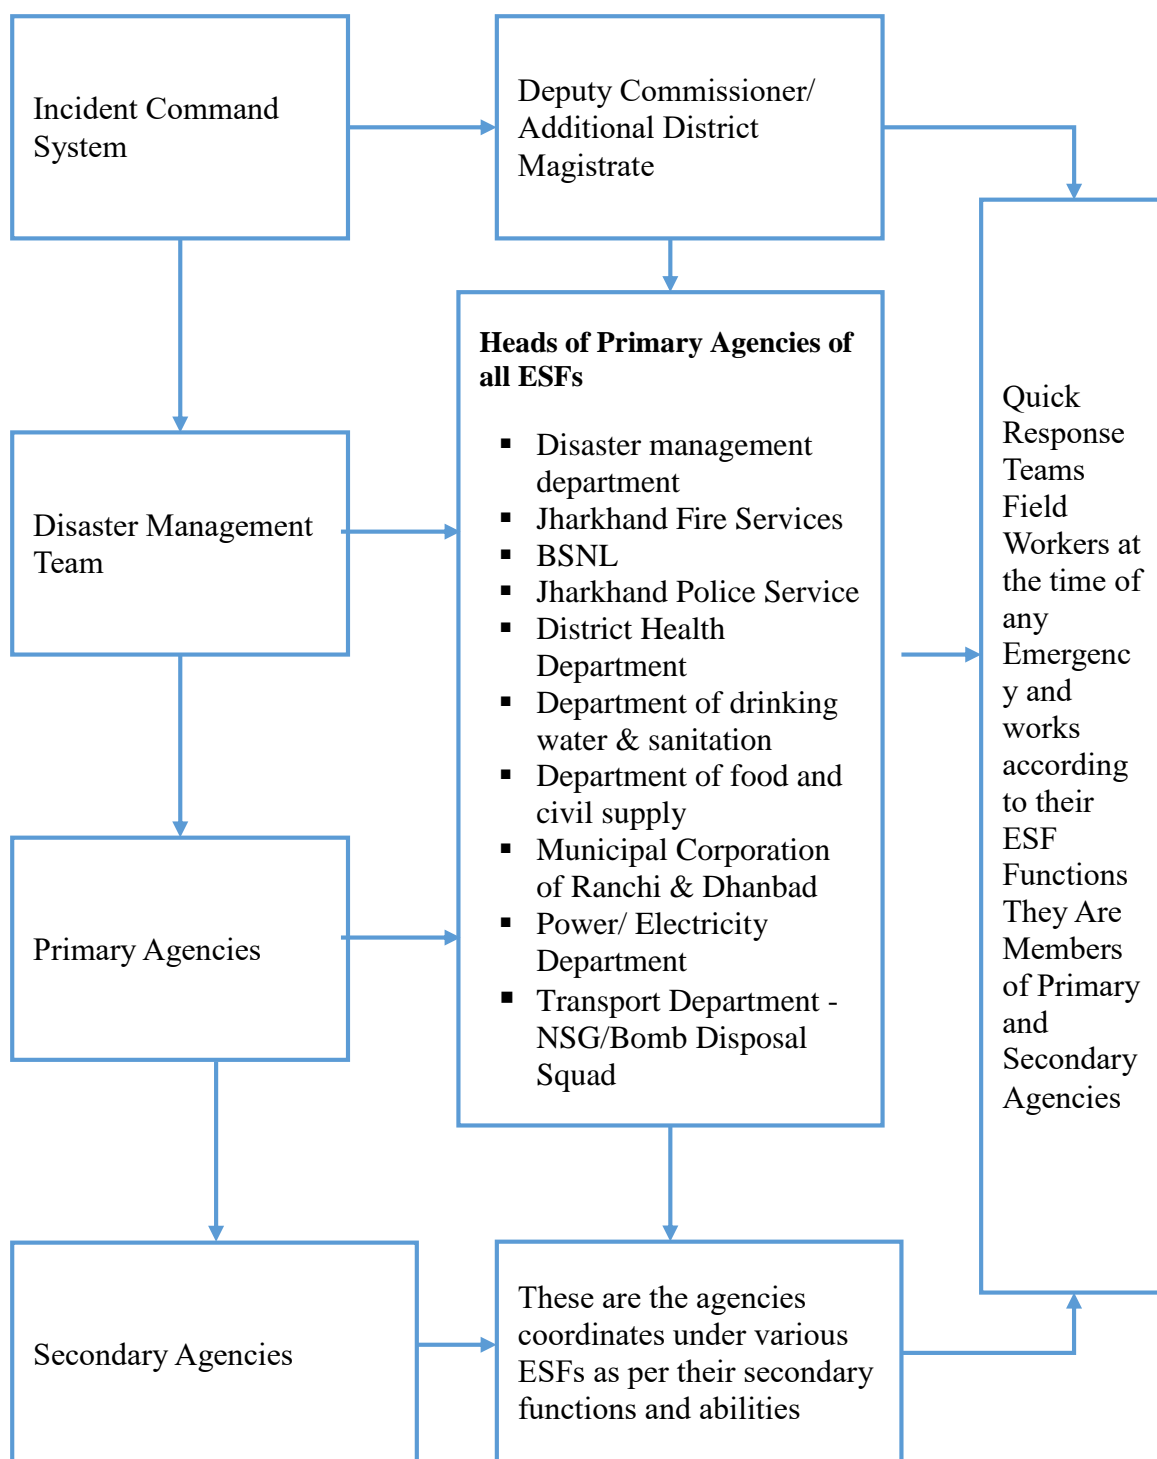 Incident Command
System
Deputy Commissioner/
Additional District
Magistrate
Heads of Primary Agencies of
all ESFs
▪ Disaster management
department
▪ Jharkhand Fire Services
▪ BSNL
▪ Jharkhand Police Service
▪ District Health
Department
▪ Department of drinking
water & sanitation
▪ Department of food and
civil supply
▪ Municipal Corporation
of Ranchi & Dhanbad
▪ Power/ Electricity
Department
▪ Transport Department -
NSG/Bomb Disposal
Squad
Disaster Management
Team
Primary Agencies
Secondary Agencies
These are the agencies
coordinates under various
ESFs as per their secondary
functions and abilities
Quick
Response
Teams
Field
Workers at
the time of
any
Emergenc
y and
works
according
to their
ESF
Functions
They Are
Members
of Primary
and
Secondary
Agencies